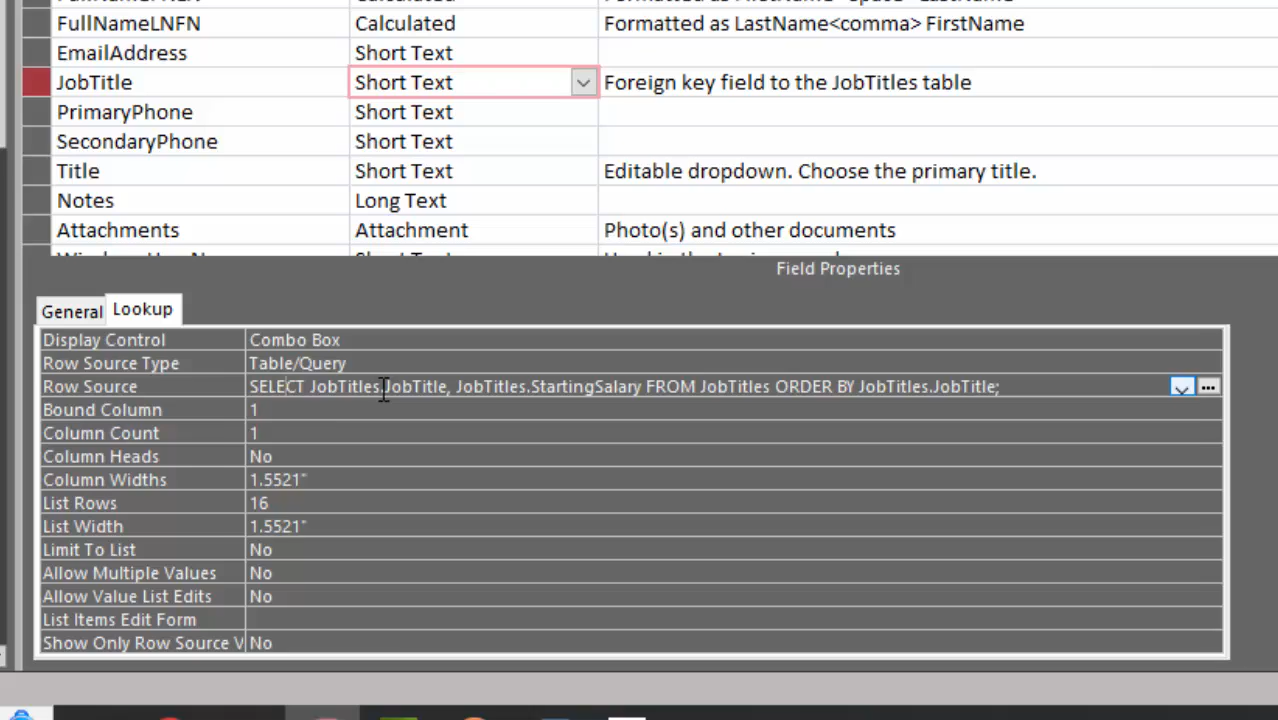 FullNameLNFN Calculated Formatted as LastName<comma> FirstName
EmailAddress Short Text
JobTitle Short Text Foreign key field to the JobTitles table
PrimaryPhone Short Text
SecondaryPhone Short Text
Title Short Text Editable dropdown. Choose the primary title.
Notes Long Text
Attachments Attachment Photo(s) and other documents
Field Properties
General Lookup
Display Control Combo Box
Row Source Type Table/Query
Row Source SELECT JobTitles.JobTitle, JobTitles.StartingSalary FROM JobTitles ORDER BY JobTitles.JobTitle;
Bound Column 1
Column Count 1
Column Heads No
Column Widths 1.5521"
List Rows 16
List Width 1.5521"
Limit To List No
Allow Multiple Values No
Allow Value List Edits No
List Items Edit Form
Show Only Row Source V No